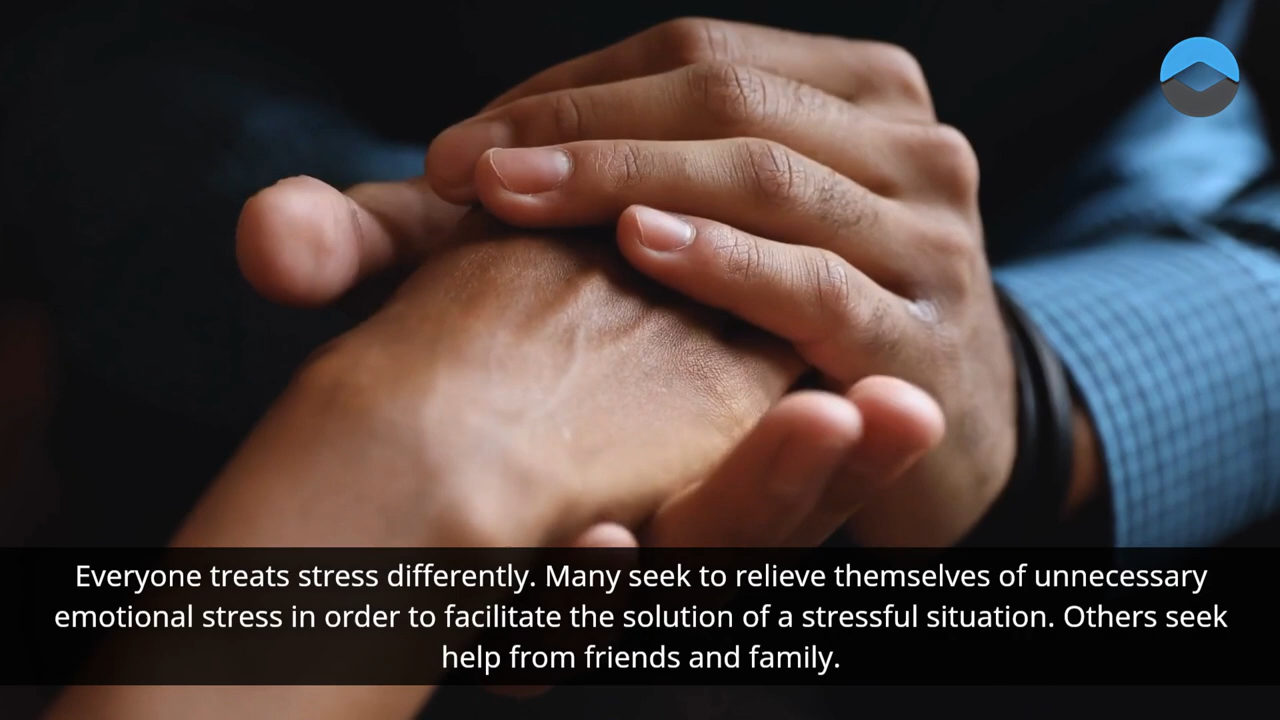 Everyone treats stress differently. Many seek to relieve themselves of unnecessary
emotional stress in order to facilitate the solution of a stressful situation. Others seek
help from friends and family.